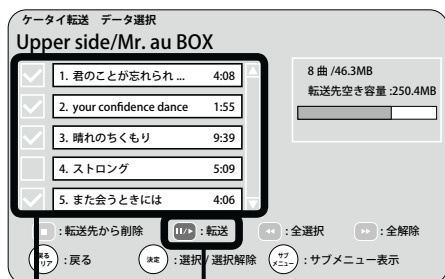 ケータイ転送 データ選択
Upper side/Mr. au BOX
1. 君のことが忘れられ ... 4:08
2. your confidence dance 1:55
3. 晴れのちくもり 9:39
4. ストロング 5:09
5. また会うときには 4:06
8 曲 /46.3MB
転送先空き容量 :250.4MB
: 転送先から削除 : 転送 : 全選択 : 全解除
戻る クリア : 戻る 決定 : 選択 / 選択解除 サブ メニュー : サブメニュー表示